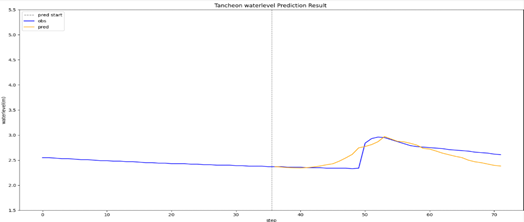 Tancheon waterlevel Prediction Result
pred start
obs
pred
waterlevel(m)
5.5
5.0
4.5
4.0
3.5
3.0
2.5
2.0
1.5
0 10 20 30 40 50 60 70
step